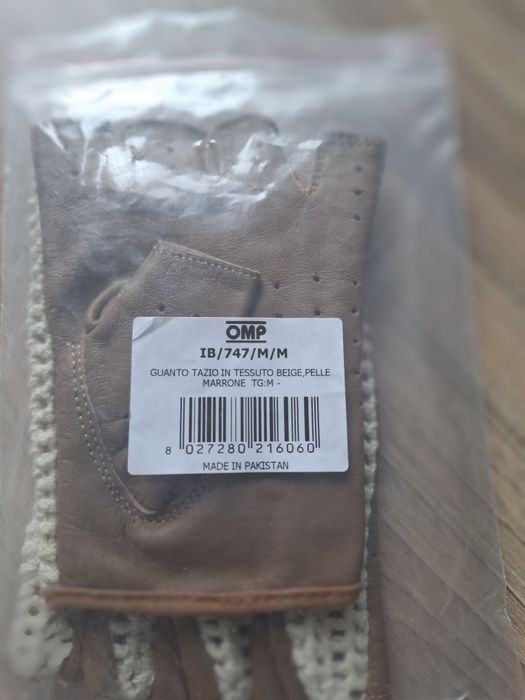 OMP
IB/747/M/M
GUANTO TAZIO IN TESSUTO BEIGE,PELLE
MARRONE TG:M -
8 027280 216060
MADE IN PAKISTAN